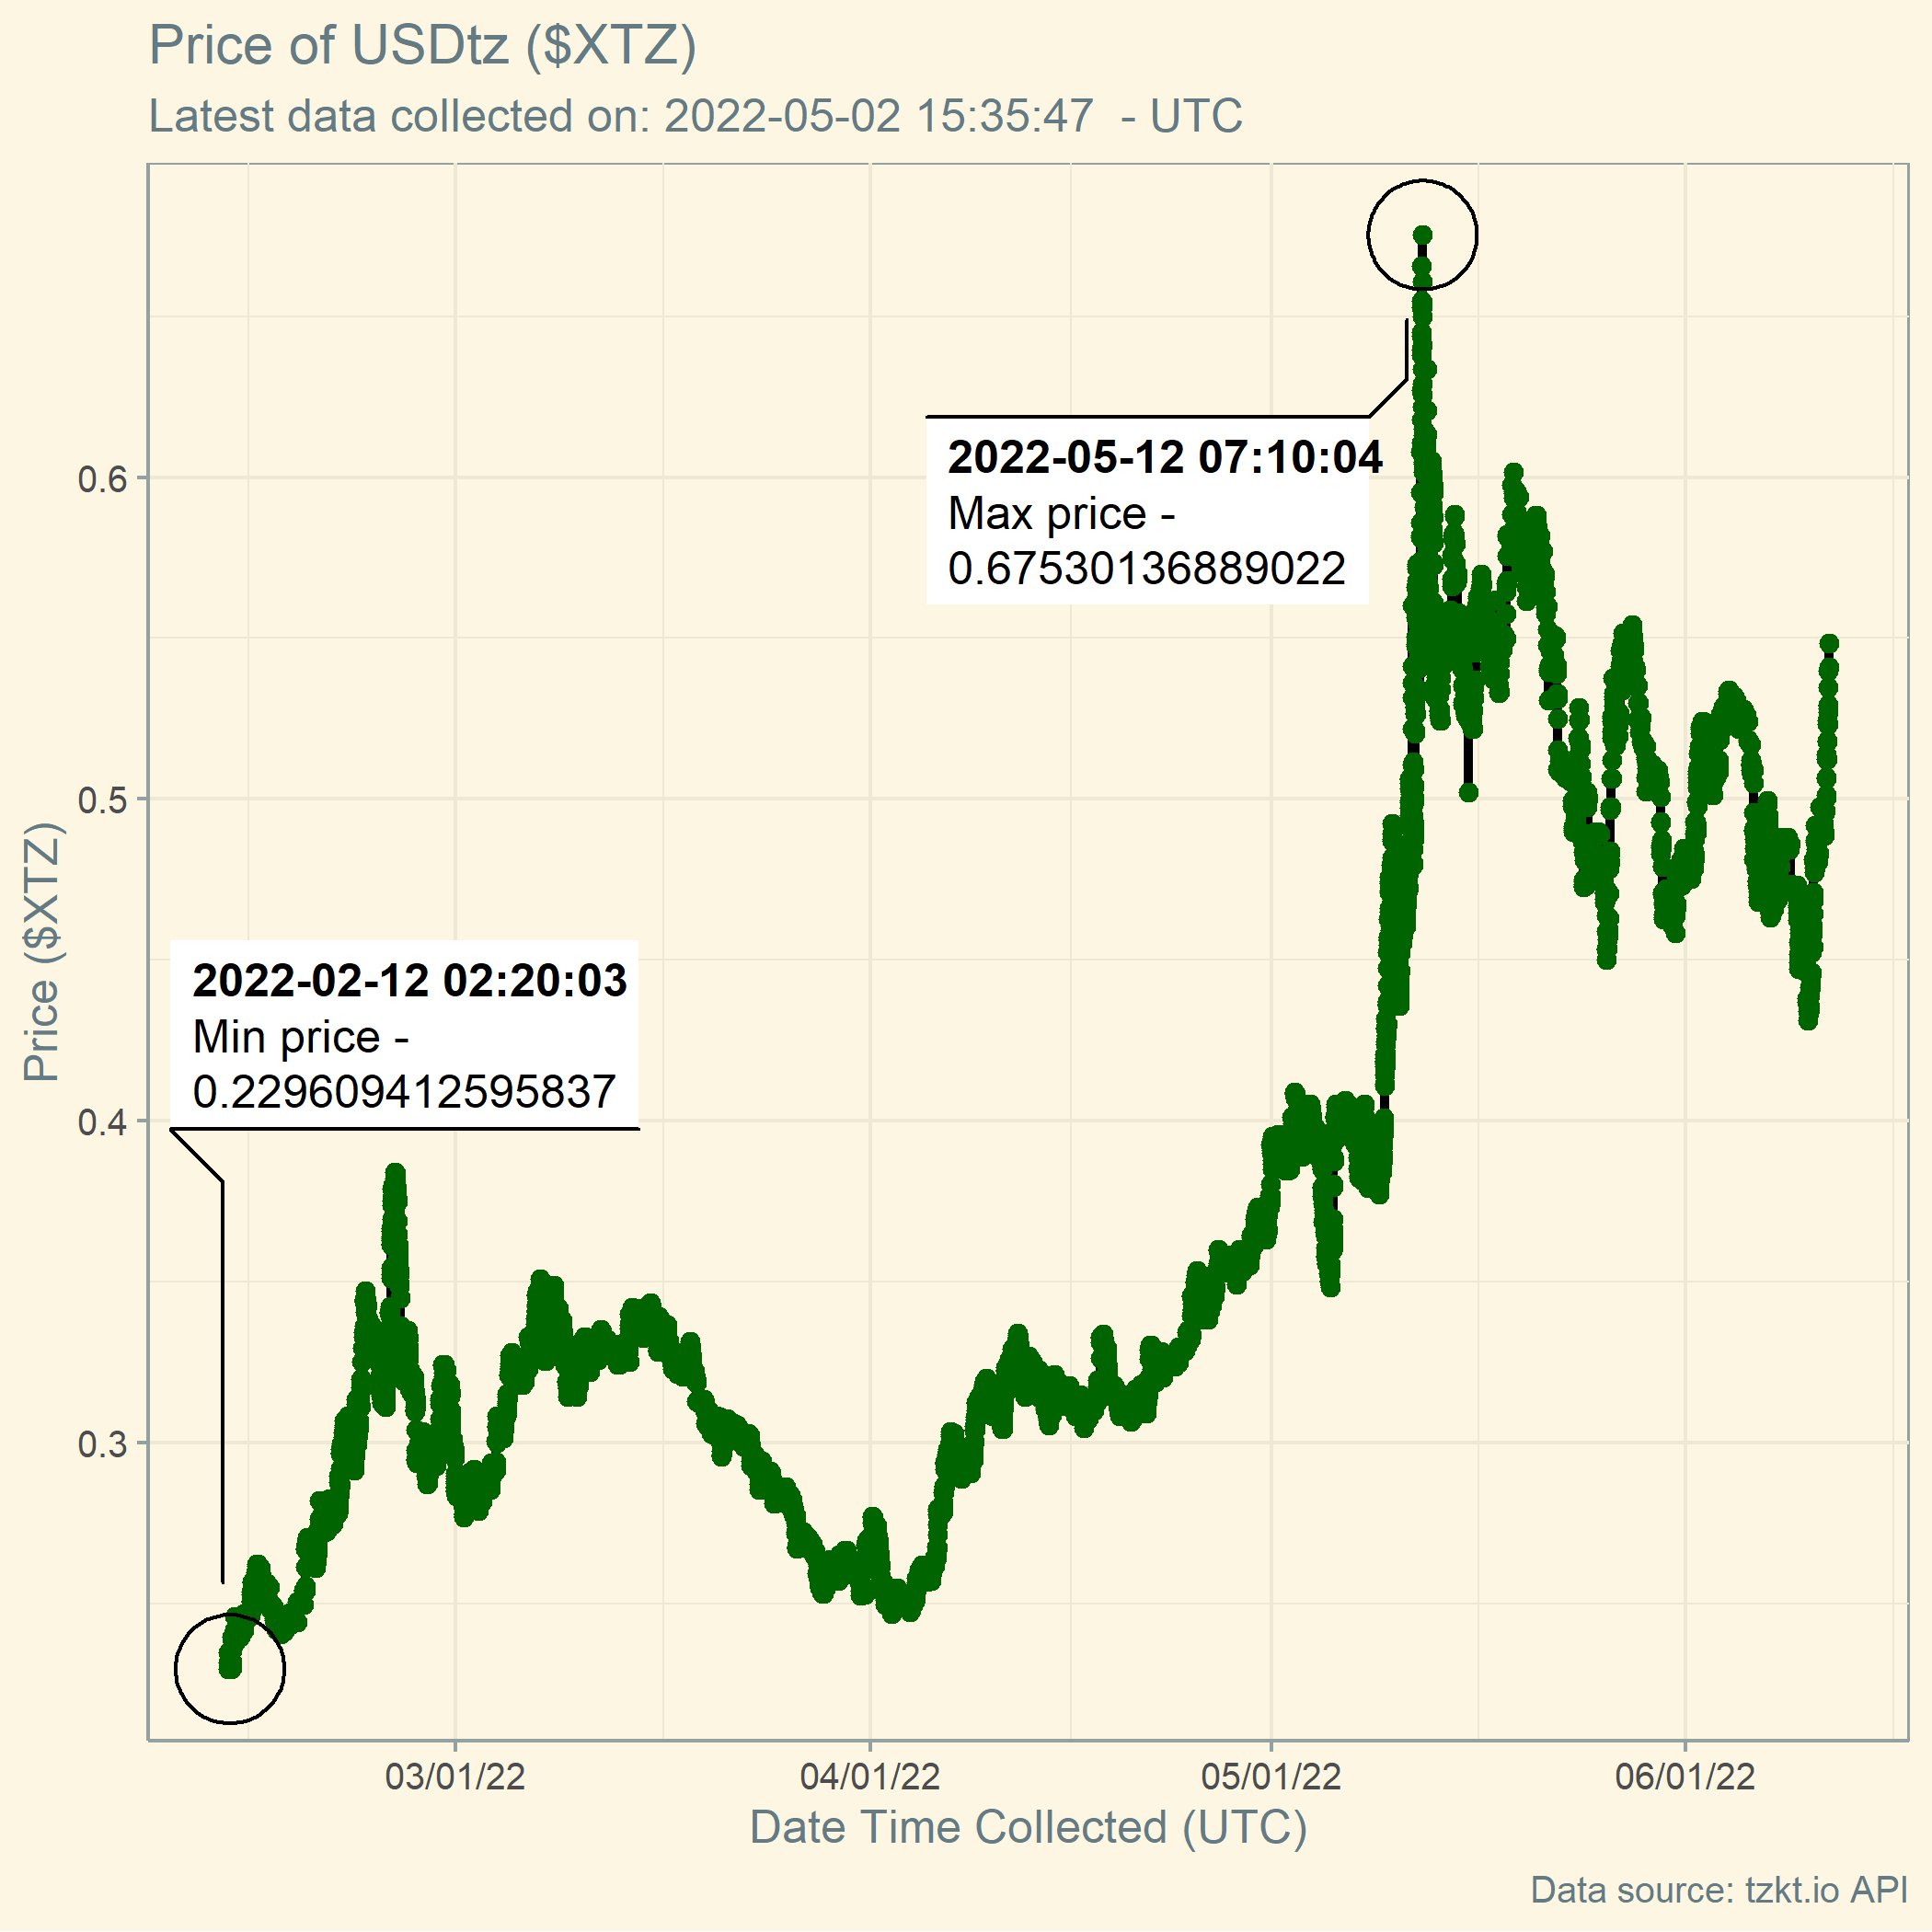 Price of USDtz ($XTZ)
Latest data collected on: 2022-05-02 15:35:47  - UTC
2022-05-12 07:10:04
Max price -
0.67530136889022
2022-02-12 02:20:03
Min price -
0.229609412595837
Price ($XTZ)
0.6
0.5
0.4
0.3
03/01/22
04/01/22
05/01/22
06/01/22
Date Time Collected (UTC)
Data source: tzkt.io API